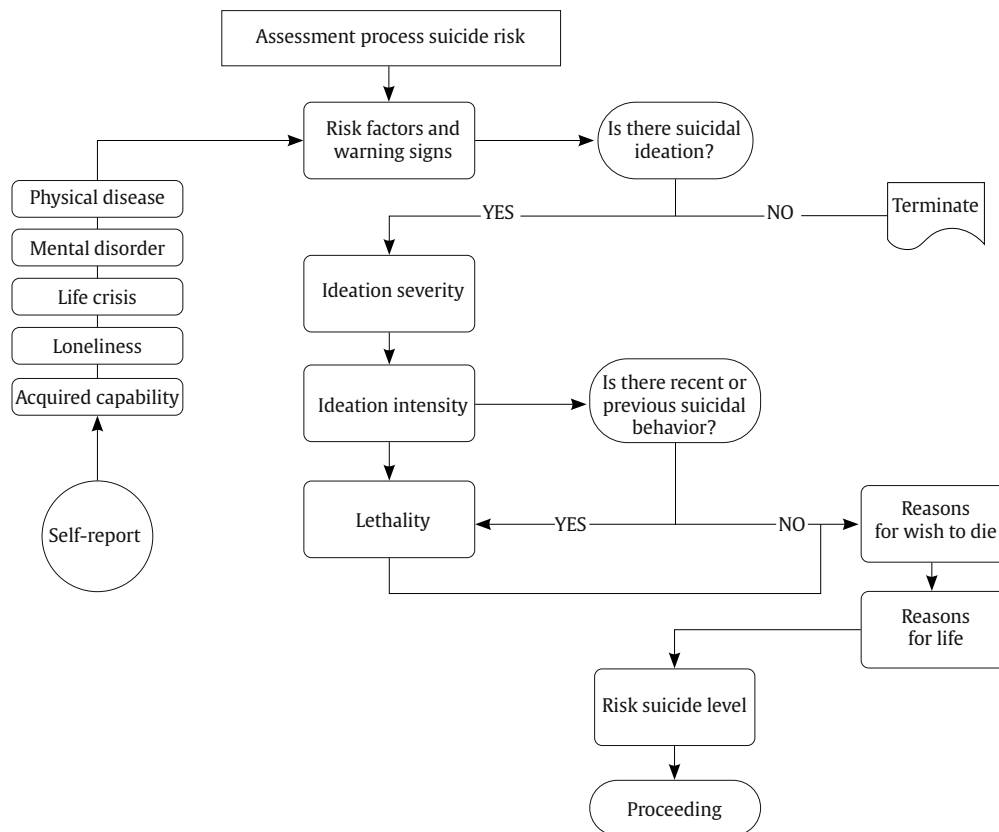 Assessment process suicide risk
Risk factors and
warning signs
Is there suicidal
ideation?
Physical disease
Mental disorder
Life crisis
Loneliness
Acquired capability
Self-report
YES
NO
Terminate
Ideation severity
Ideation intensity
Is there recent or
previous suicidal
behavior?
Lethality
YES
NO
Reasons
for wish to die
Reasons
for life
Risk suicide level
Proceeding